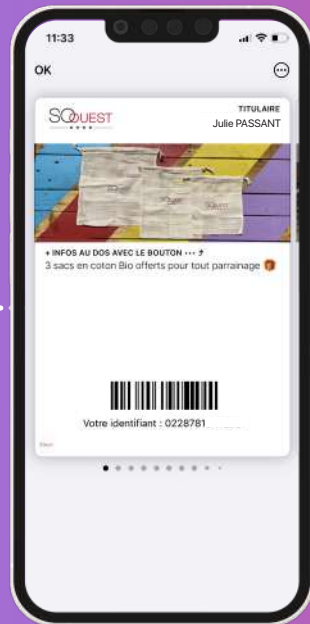 11:33
OK
SOOUEST
TITULAIRE
Julie PASSANT
+ INFOS AU DOS AVEC LE BOUTON ••• ⤴
3 sacs en coton Bio offerts pour tout parrainage 🎁
Votre identifiant : 0228781